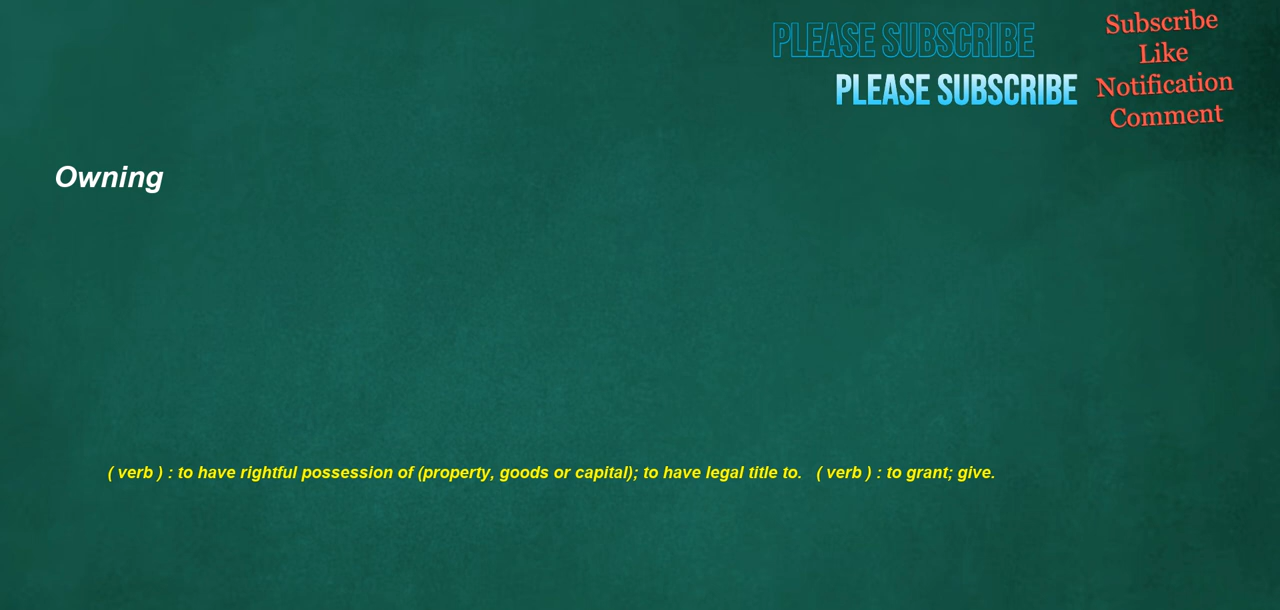 PLEASE SUBSCRIBE
PLEASE SUBSCRIBE
Subscribe
Like
Notification
Comment
Owning
( verb ) : to have rightful possession of (property, goods or capital); to have legal title to.   ( verb ) : to grant; give.